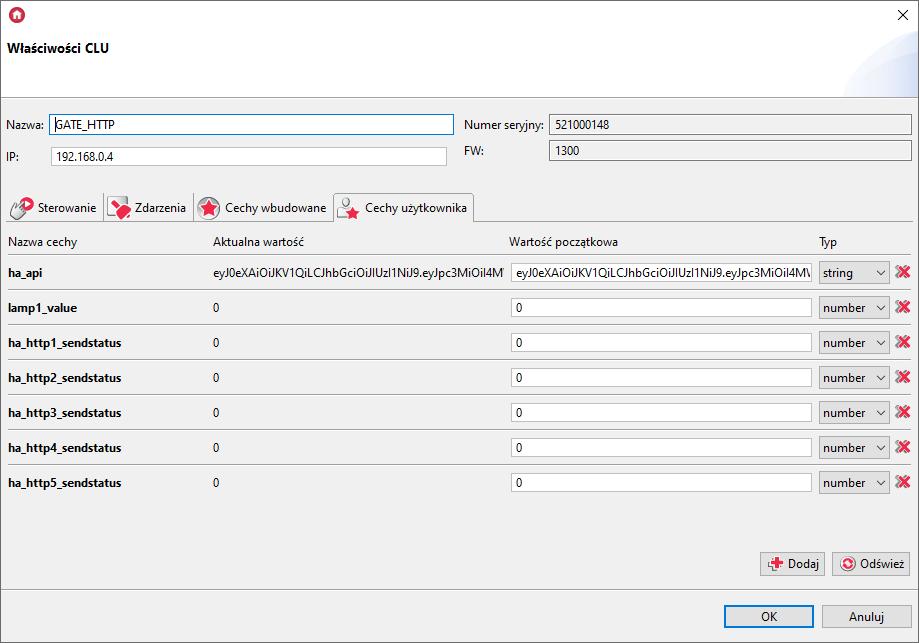 Właściwości CLU
Nazwa: GATE_HTTP Numer seryjny: 521000148
IP: 192.168.0.4 FW: 1300
Sterowanie Zdarzenia Cechy wbudowane Cechy użytkownika
Nazwa cechy Aktualna wartość Wartość początkowa Typ
ha_api eyJ0eXAiOiJKV1QiLCJhbGciOiJIUzI1NiJ9.eyJpc3MiOiI4M eyJ0eXAiOiJKV1QiLCJhbGciOiJIUzI1NiJ9.eyJpc3MiOiI4MV string
lamp1_value 0 0 number
ha_http1_sendstatus 0 0 number
ha_http2_sendstatus 0 0 number
ha_http3_sendstatus 0 0 number
ha_http4_sendstatus 0 0 number
ha_http5_sendstatus 0 0 number
Dodaj Odśwież
OK Anuluj